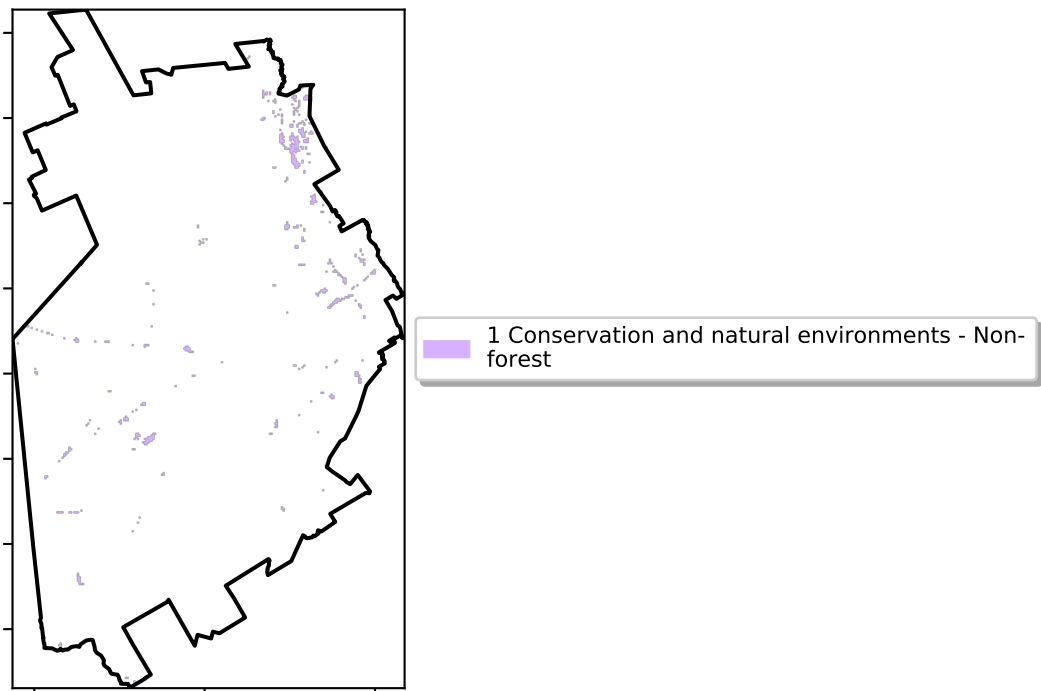 1 Conservation and natural environments - Non-
forest